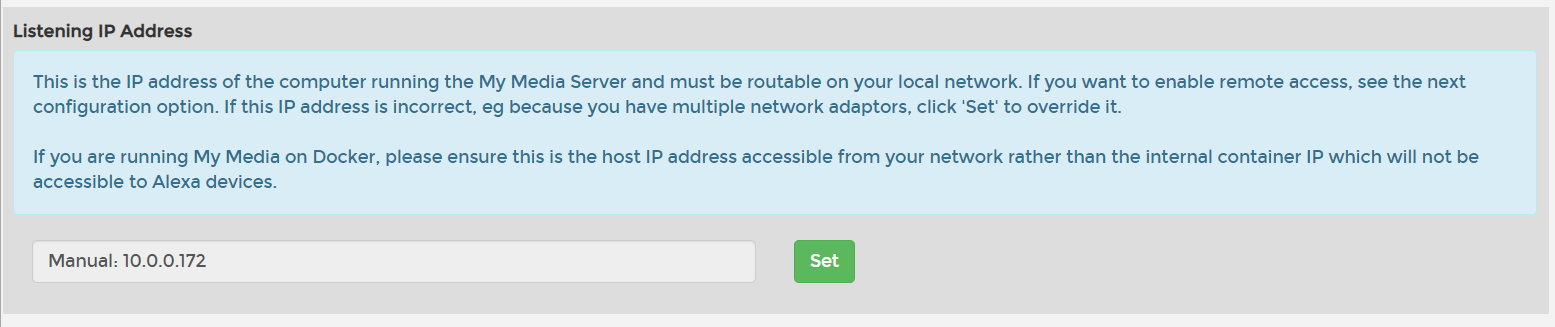 Listening IP Address
This is the IP address of the computer running the My Media Server and must be routable on your local network. If you want to enable remote access, see the next
configuration option. If this IP address is incorrect, eg because you have multiple network adaptors, click 'Set' to override it.
If you are running My Media on Docker, please ensure this is the host IP address accessible from your network rather than the internal container IP which will not be
accessible to Alexa devices.
Manual: 10.0.0.172
Set